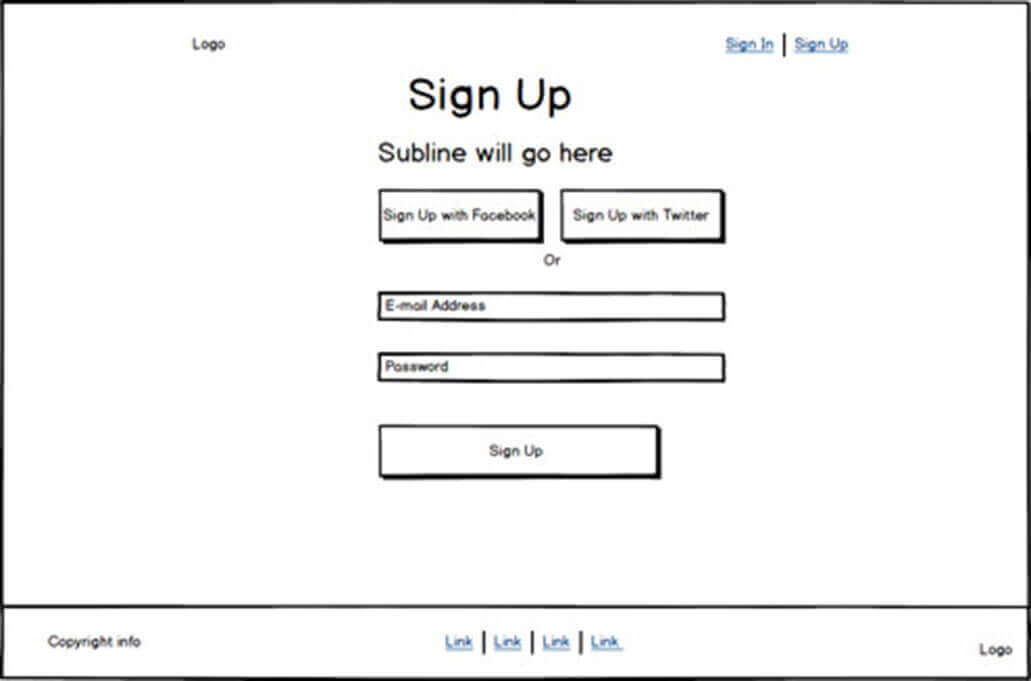 Logo
Sign In | Sign Up
Sign Up
Subline will go here
Sign Up with Facebook
Sign Up with Twitter
Or
E-mail Address
Password
Sign Up
Copyright info
Link | Link | Link | Link
Logo